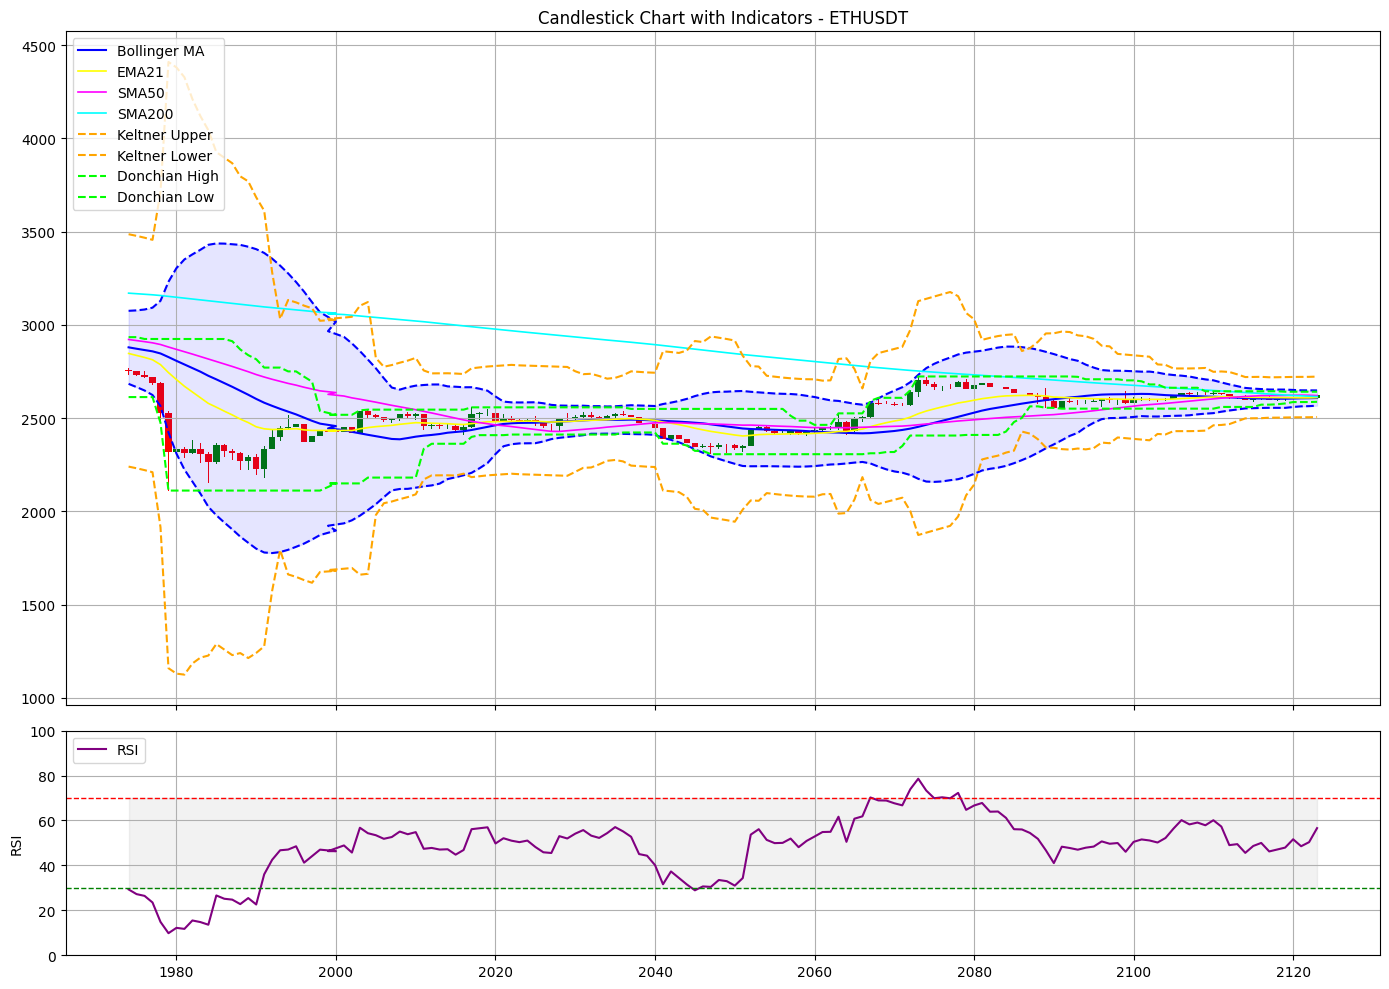 Candlestick Chart with Indicators - ETHUSDT
4500
4000
3500
3000
2500
2000
1500
1000
Bollinger MA
EMA21
SMA50
SMA200
Keltner Upper
Keltner Lower
Donchian High
Donchian Low
100
80
60
40
20
0
RSI
RSI
1980 2000 2020 2040 2060 2080 2100 2120